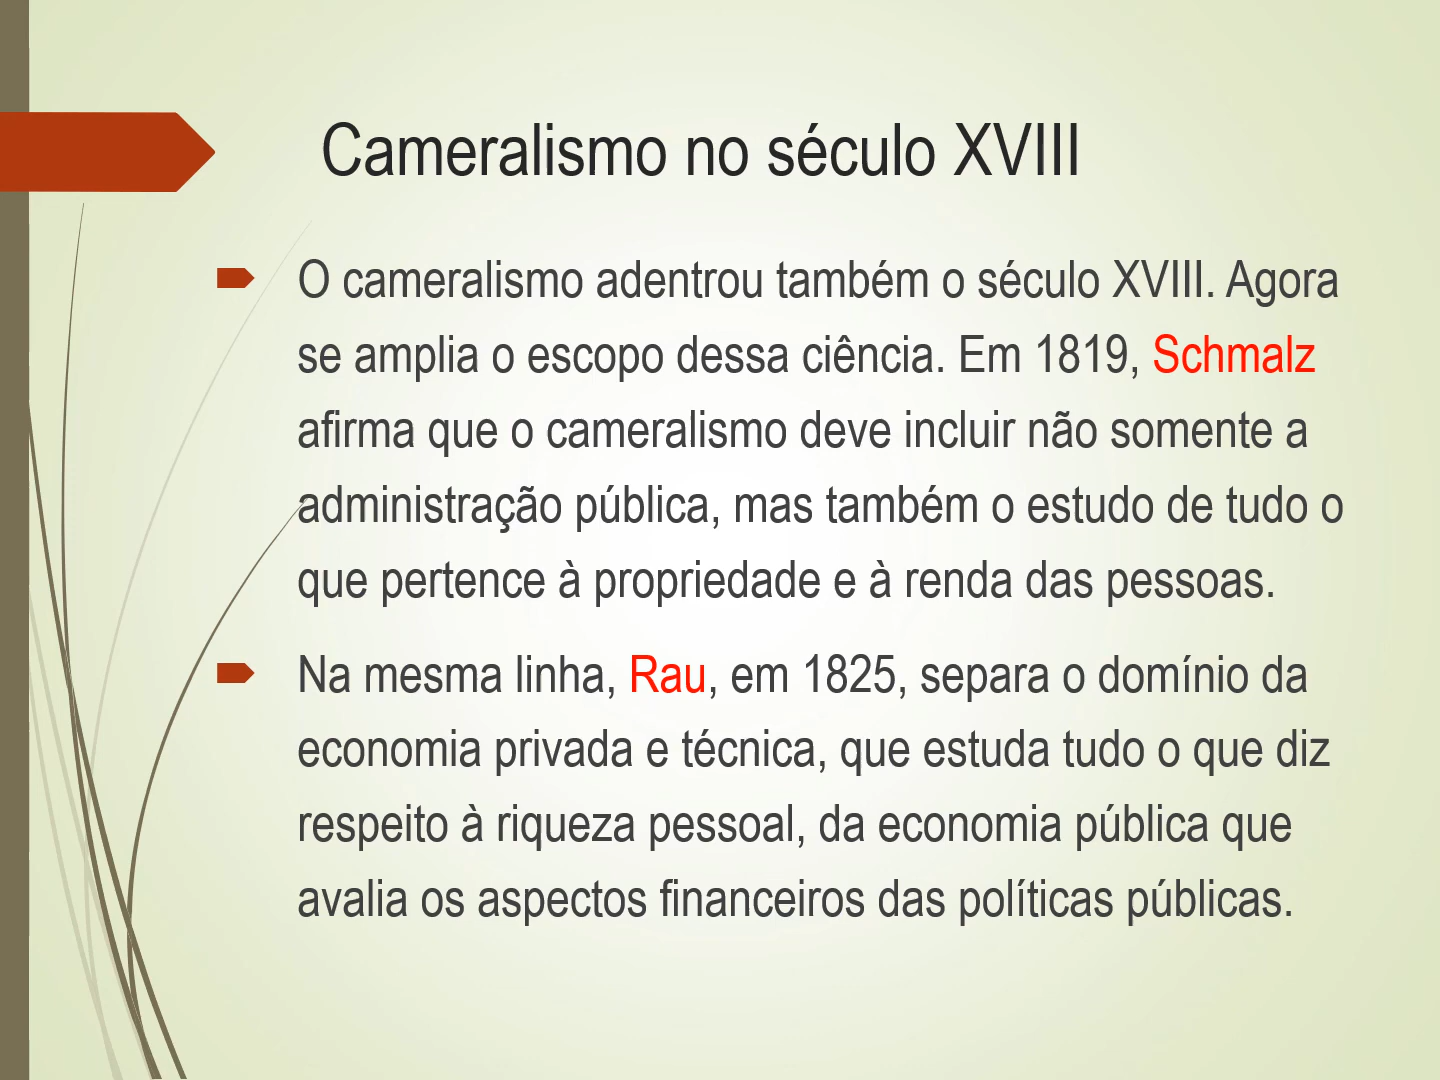 Cameralismo no século XVIII
O cameralismo adentrou também o século XVIII. Agora
se amplia o escopo dessa ciência. Em 1819, Schmalz
afirma que o cameralismo deve incluir não somente a
administração pública, mas também o estudo de tudo o
que pertence à propriedade e à renda das pessoas.
Na mesma linha, Rau, em 1825, separa o domínio da
economia privada e técnica, que estuda tudo o que diz
respeito à riqueza pessoal, da economia pública que
avalia os aspectos financeiros das políticas públicas.